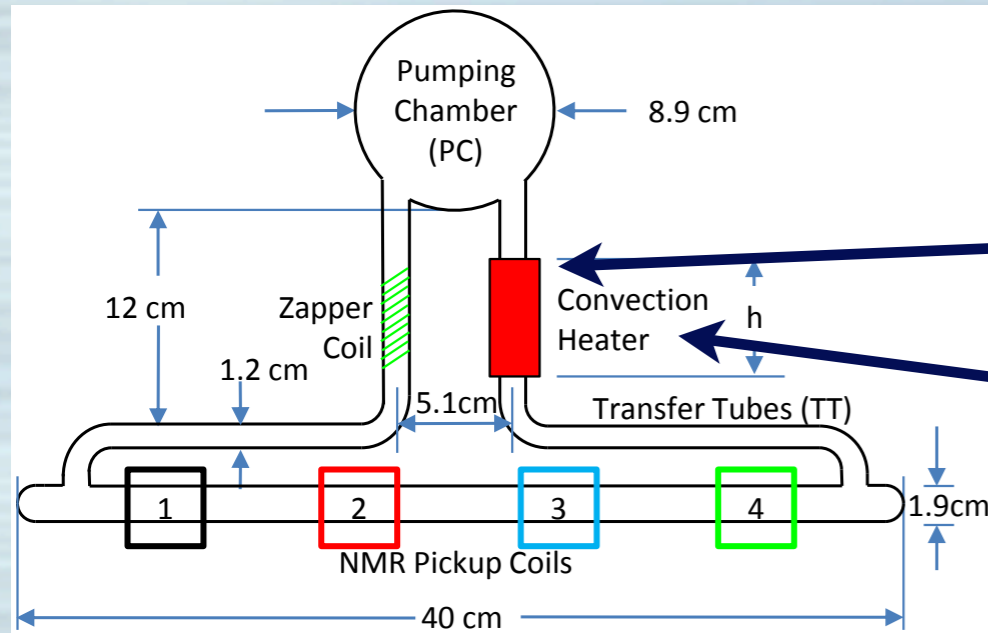 Pumping
Chamber
(PC)
8.9 cm
12 cm
Zapper
Coil
Convection
Heater
h
1.2 cm
5.1cm
Transfer Tubes (TT)
1
2
3
4
1.9cm
NMR Pickup Coils
40 cm